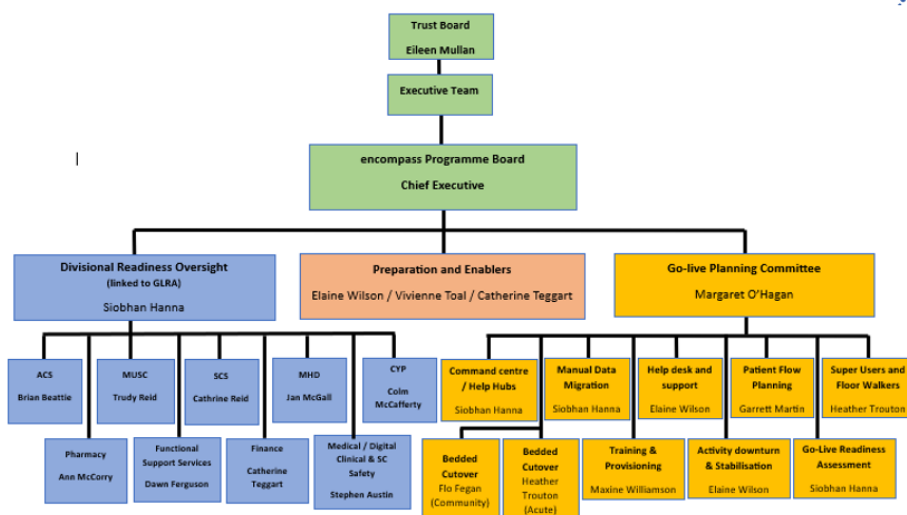 Trust Board
Eileen Mullan
Executive Team
encompass Programme Board
Chief Executive
Divisional Readiness Oversight
(linked to GLRA)
Siobhan Hanna
Preparation and Enablers
Elaine Wilson / Vivienne Toal / Catherine Teggart
Go-live Planning Committee
Margaret O'Hagan
ACS
Brian Beattie
MUSC
Trudy Reid
SCS
Cathrine Reid
MHD
Jan McGall
CYP
Colm
McCafferty
Pharmacy
Ann McCorry
Functional
Support Services
Dawn Ferguson
Finance
Catherine
Teggart
Medical / Digital
Clinical & SC
Safety
Stephen Austin
Command centre
/ Help Hubs
Siobhan Hanna
Manual Data
Migration
Siobhan Hanna
Help desk and
support
Elaine Wilson
Patient Flow
Planning
Garrett Martin
Super Users and
Floor Walkers
Heather Trouton
Bedded
Cutover
Flo Fegan
(Community)
Bedded
Cutover
Heather
Trouton
(Acute)
Training &
Provisioning
Maxine Williamson
Activity downturn
& Stabilisation
Elaine Wilson
Go-Live Readiness
Assessment
Siobhan Hanna